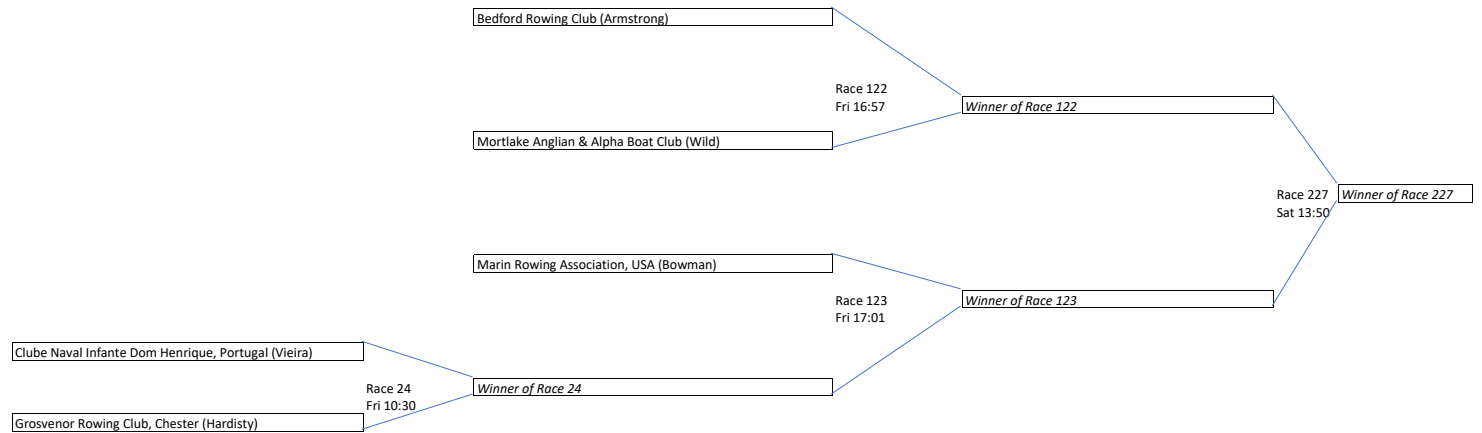 Bedford Rowing Club (Armstrong)
Race 122
Fri 16:57
Winner of Race 122
Mortlake Anglian & Alpha Boat Club (Wild)
Race 227
Sat 13:50
Winner of Race 227
Marin Rowing Association, USA (Bowman)
Race 123
Fri 17:01
Winner of Race 123
Clube Naval Infante Dom Henrique, Portugal (Vieira)
Race 24
Fri 10:30
Winner of Race 24
Grosvenor Rowing Club, Chester (Hardisty)